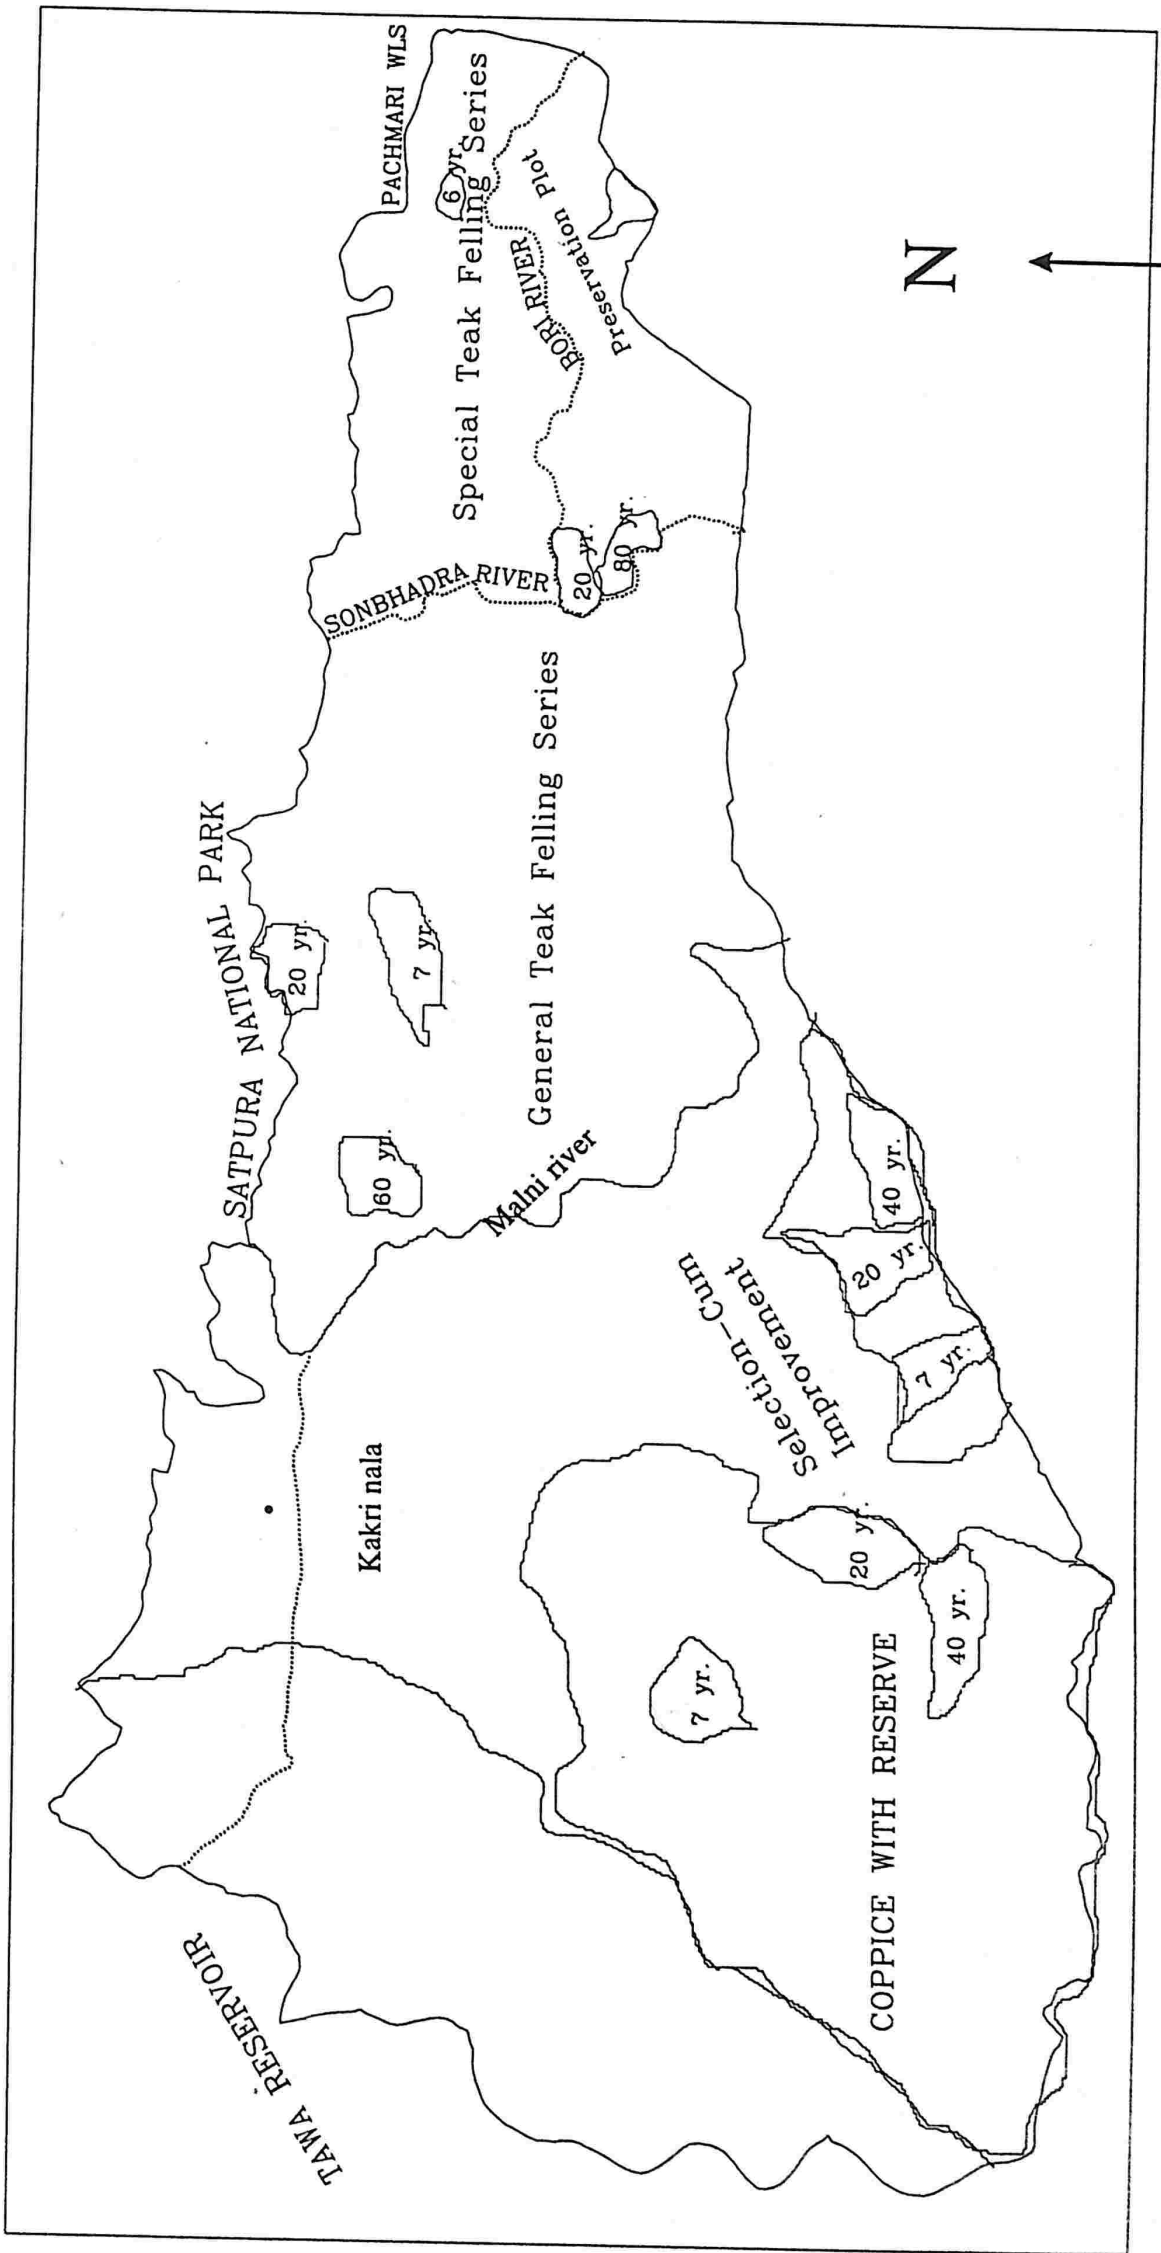 TAWA RESERVOIR
SATPURA NATIONAL PARK
PACHMARI WLS
20 yr.
Kakri nala
60 yr.
7 yr.
SONBHADRA RIVER
6 yr.
Special Teak Felling Series
BORI RIVER
Preservation Plot
Malni river
General Teak Felling Series
20 yr.
80 yr.
7 yr.
Selection-Cum
Improvement
20 yr.
COPPICE WITH RESERVE
40 yr.
7 yr.
20 yr.
40 yr.
N